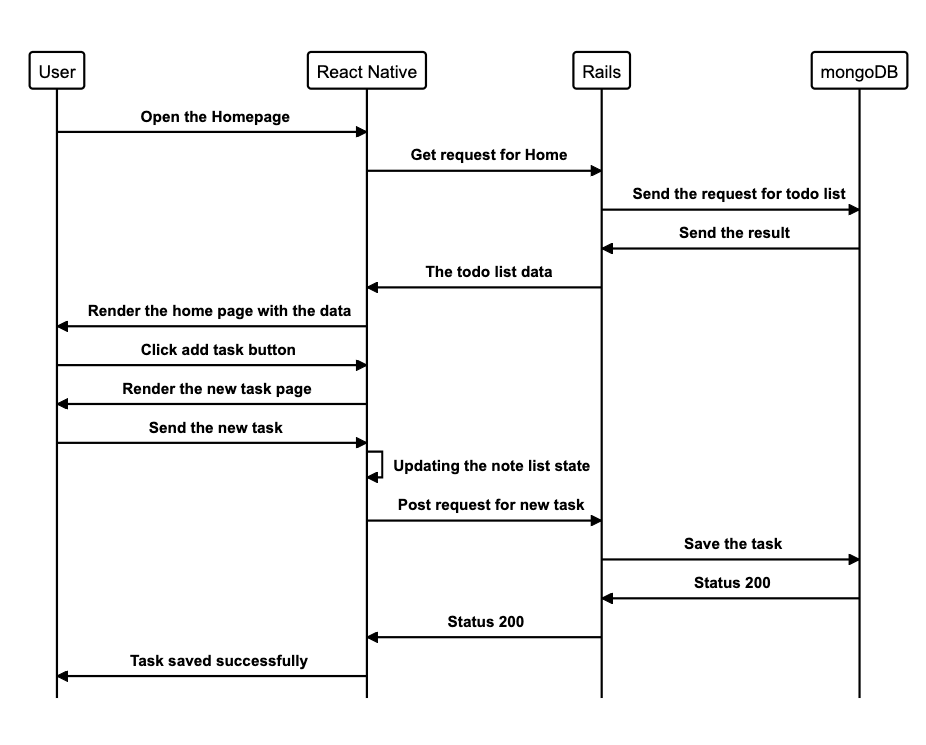 User
React Native
Rails
mongoDB
Open the Homepage
Get request for Home
Send the request for todo list
Send the result
The todo list data
Render the home page with the data
Click add task button
Render the new task page
Send the new task
Updating the note list state
Post request for new task
Save the task
Status 200
Status 200
Task saved successfully